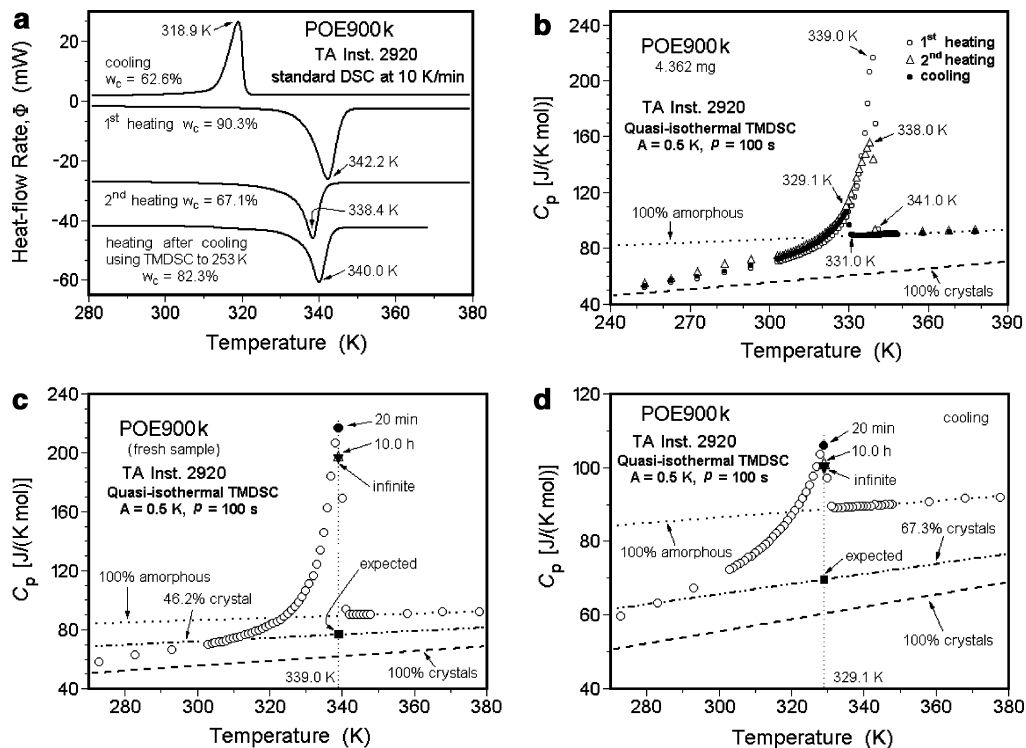 a
POE900k
TA Inst. 2920
standard DSC at 10 K/min
318.9 K
cooling
w_c = 62.6%
1st heating w_c = 90.3%
342.2 K
2nd heating w_c = 67.1%
338.4 K
heating after cooling
using TMDSC to 253 K
w_c = 82.3%
340.0 K
Heat-flow Rate, Φ (mW)
20
0
-20
-40
-60
280 300 320 340 360 380
Temperature (K)
b
POE900k
4.362 mg
339.0 K
1st heating
2nd heating
cooling
TA Inst. 2920
Quasi-isothermal TMDSC
A = 0.5 K, p = 100 s
338.0 K
329.1 K
341.0 K
100% amorphous
331.0 K
100% crystals
C_p [J/(K mol)]
240
200
160
120
80
40
240 270 300 330 360 390
Temperature (K)
c
POE900k
(fresh sample)
TA Inst. 2920
Quasi-isothermal TMDSC
A = 0.5 K, p = 100 s
20 min
10.0 h
infinite
expected
100% amorphous
46.2% crystal
100% crystals
339.0 K
C_p [J/(K mol)]
240
200
160
120
80
40
280 300 320 340 360 380
Temperature (K)
d
POE900k
cooling
TA Inst. 2920
Quasi-isothermal TMDSC
A = 0.5 K, p = 100 s
20 min
10.0 h
infinite
67.3% crystals
100% amorphous
expected
100% crystals
329.1 K
C_p [J/(K mol)]
120
100
80
60
40
280 300 320 340 360 380
Temperature (K)